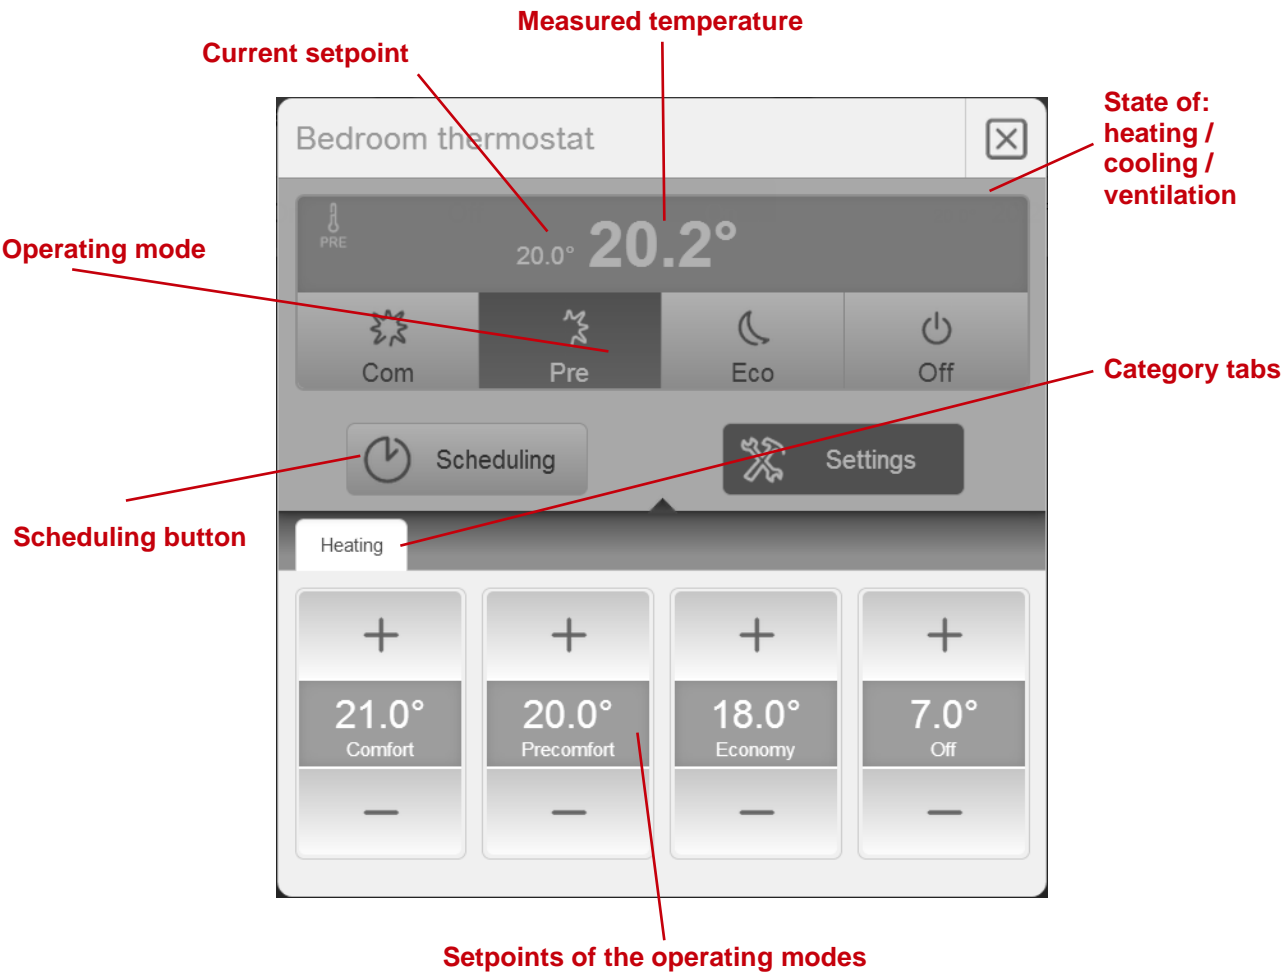 Measured temperature
Current setpoint
State of:
heating /
cooling /
ventilation
Bedroom thermostat
Operating mode
PRE
20.0° 20.2°
Com Pre Eco Off
Category tabs
Scheduling Settings
Scheduling button
Heating
+ + + +
21.0° 20.0° 18.0° 7.0°
Comfort Precomfort Economy Off
− − − −
Setpoints of the operating modes